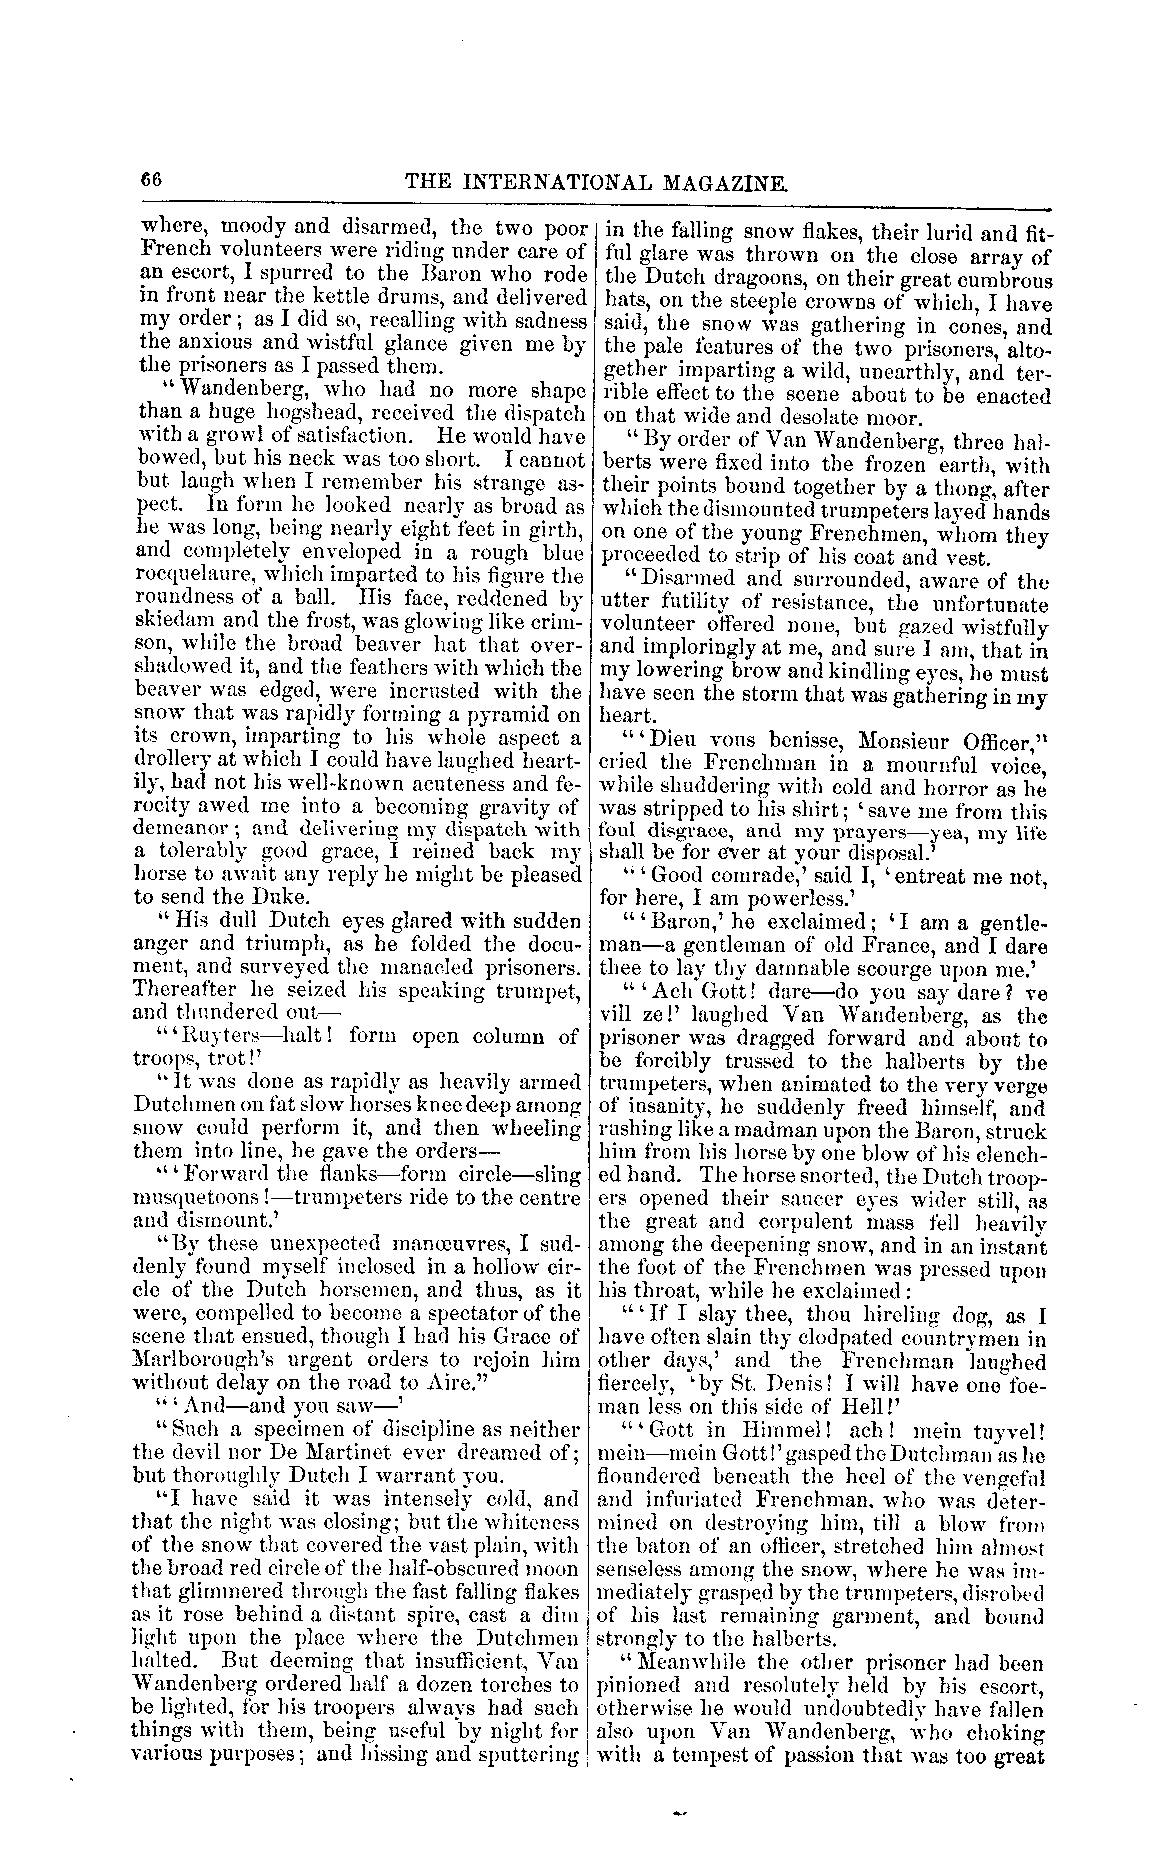 66
THE INTERNATIONAL MAGAZINE.
where, moody and disarmed, the two poor
French volunteers were riding under care of
an escort, I spurred to the Baron who rode
in front near the kettle drums, and delivered
my order; as I did so, recalling with sadness
the anxious and wistful glance given me by
the prisoners as I passed them.
"Wandenberg, who had no more shape
than a huge hogshead, received the dispatch
with a growl of satisfaction. He would have
bowed, but his neck was too short. I cannot
but laugh when I remember his strange as-
pect. In form he looked nearly as broad as
he was long, being nearly eight feet in girth,
and completely enveloped in a rough blue
rocquelaure, which imparted to his figure the
roundness of a ball. His face, reddened by
skiedam and the frost, was glowing like crim-
son, while the broad beaver hat that over-
shadowed it, and the feathers with which the
beaver was edged, were incrusted with the
snow that was rapidly forming a pyramid on
its crown, imparting to his whole aspect a
drollery at which I could have laughed heart-
ily, had not his well-known acuteness and fe-
rocity awed me into a becoming gravity of
demeanor; and delivering my dispatch with
a tolerably good grace, I reined back my
horse to await any reply he might be pleased
to send the Duke.
"His dull Dutch eyes glared with sudden
anger and triumph, as he folded the docu-
ment, and surveyed the manacled prisoners.
Thereafter he seized his speaking trumpet,
and thundered out—
"'Ruyters—halt! form open column of
troops, trot!'
"It was done as rapidly as heavily armed
Dutchmen on fat slow horses knee deep among
snow could perform it, and then wheeling
them into line, he gave the orders—
"'Forward the flanks—form circle—sling
musquetoons!—trumpeters ride to the centre
and dismount.'
"By these unexpected manœuvres, I sud-
denly found myself inclosed in a hollow cir-
cle of the Dutch horsemen, and thus, as it
were, compelled to become a spectator of the
scene that ensued, though I had his Grace of
Marlborough's urgent orders to rejoin him
without delay on the road to Aire."
"'And—and you saw—'
"Such a specimen of discipline as neither
the devil nor De Martinet ever dreamed of;
but thoroughly Dutch I warrant you.
"I have said it was intensely cold, and
that the night was closing; but the whiteness
of the snow that covered the vast plain, with
the broad red circle of the half-obscured moon
that glimmered through the fast falling flakes
as it rose behind a distant spire, cast a dim
light upon the place where the Dutchmen
halted. But deeming that insufficient, Van
Wandenberg ordered half a dozen torches to
be lighted, for his troopers always had such
things with them, being useful by night for
various purposes; and hissing and sputtering
in the falling snow flakes, their lurid and fit-
ful glare was thrown on the close array of
the Dutch dragoons, on their great cumbrous
hats, on the steeple crowns of which, I have
said, the snow was gathering in cones, and
the pale features of the two prisoners, alto-
gether imparting a wild, unearthly, and ter-
rible effect to the scene about to be enacted
on that wide and desolate moor.
"By order of Van Wandenberg, three hal-
berts were fixed into the frozen earth, with
their points bound together by a thong, after
which the dismounted trumpeters layed hands
on one of the young Frenchmen, whom they
proceeded to strip of his coat and vest.
"Disarmed and surrounded, aware of the
utter futility of resistance, the unfortunate
volunteer offered none, but gazed wistfully
and imploringly at me, and sure I am, that in
my lowering brow and kindling eyes, he must
have seen the storm that was gathering in my
heart.
"'Dieu vous benisse, Monsieur Officer,"
cried the Frenchman in a mournful voice,
while shuddering with cold and horror as he
was stripped to his shirt; 'save me from this
foul disgrace, and my prayers—yea, my life
shall be for ever at your disposal.'
"'Good comrade,' said I, 'entreat me not,
for here, I am powerless.'
"'Baron,' he exclaimed; 'I am a gentle-
man—a gentleman of old France, and I dare
thee to lay thy damnable scourge upon me.'
"'Ach Gott! dare—do you say dare? ve
vill ze!' laughed Van Wandenberg, as the
prisoner was dragged forward and about to
be forcibly trussed to the halberts by the
trumpeters, when animated to the very verge
of insanity, he suddenly freed himself, and
rushing like a madman upon the Baron, struck
him from his horse by one blow of his clench-
ed hand. The horse snorted, the Dutch troop-
ers opened their saucer eyes wider still, as
the great and corpulent mass fell heavily
among the deepening snow, and in an instant
the foot of the Frenchmen was pressed upon
his throat, while he exclaimed:
"'If I slay thee, thou hireling dog, as I
have often slain thy clodpated countrymen in
other days,' and the Frenchman laughed
fiercely, 'by St. Denis! I will have one foe-
man less on this side of Hell!'
"'Gott in Himmel! ach! mein tuyvel!
mein—mein Gott!' gasped the Dutchman as he
floundered beneath the heel of the vengeful
and infuriated Frenchman, who was deter-
mined on destroying him, till a blow from
the baton of an officer, stretched him almost
senseless among the snow, where he was im-
mediately grasped by the trumpeters, disrobed
of his last remaining garment, and bound
strongly to the halberts.
"Meanwhile the other prisoner had been
pinioned and resolutely held by his escort,
otherwise he would undoubtedly have fallen
also upon Van Wandenberg, who choking
with a tempest of passion that was too great